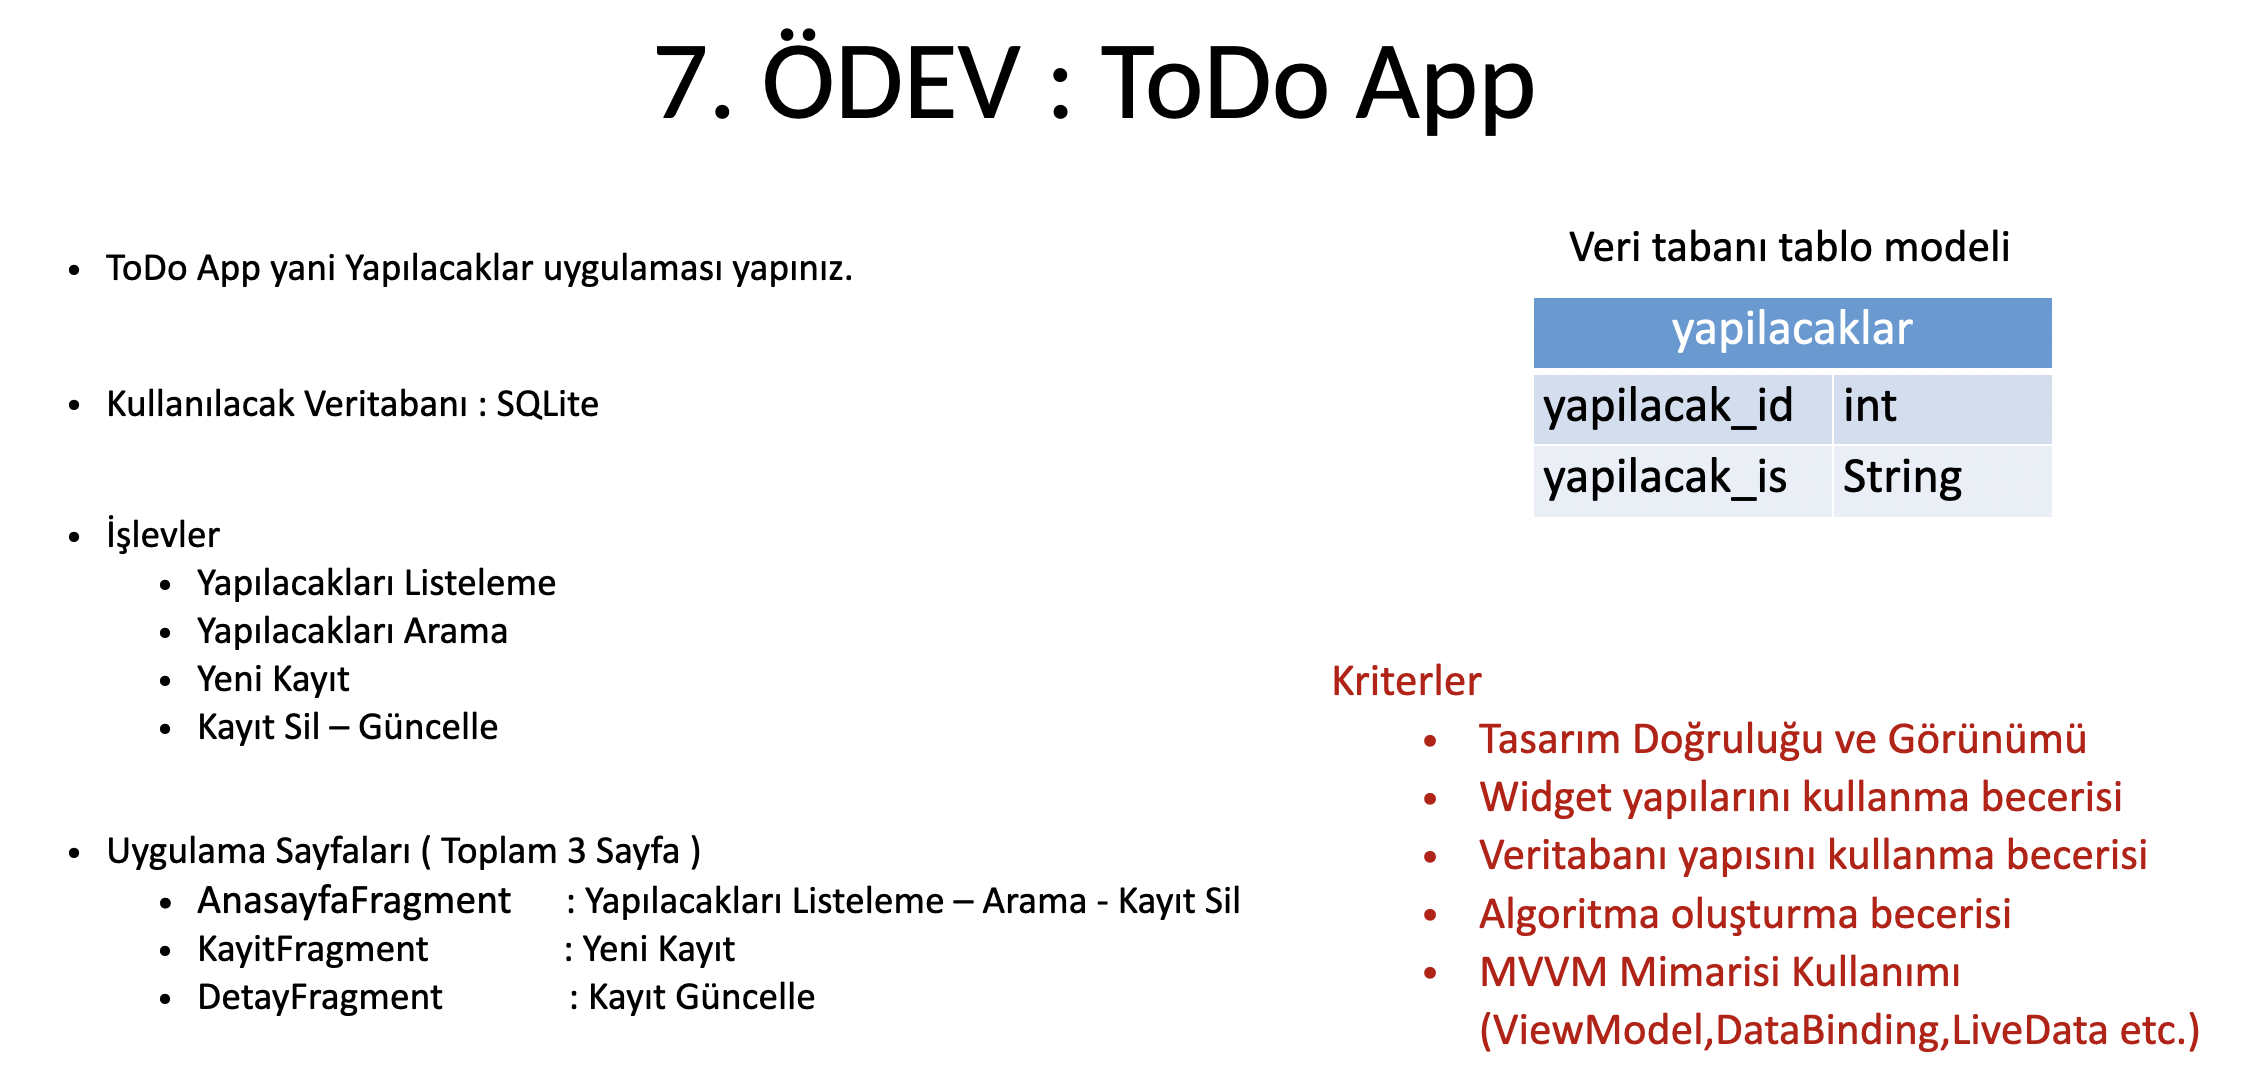 7. ÖDEV : ToDo App
• ToDo App yani Yapılacaklar uygulaması yapınız.
• Kullanılacak Veritabanı : SQLite
• İşlevler
• Yapılacakları Listeleme
• Yapılacakları Arama
• Yeni Kayıt
• Kayıt Sil – Güncelle
• Uygulama Sayfaları ( Toplam 3 Sayfa )
• AnasayfaFragment : Yapılacakları Listeleme – Arama - Kayıt Sil
• KayitFragment : Yeni Kayıt
• DetayFragment : Kayıt Güncelle
Veri tabanı tablo modeli
yapilacaklar
yapilacak_id int
yapilacak_is String
Kriterler
• Tasarım Doğruluğu ve Görünümü
• Widget yapılarını kullanma becerisi
• Veritabanı yapısını kullanma becerisi
• Algoritma oluşturma becerisi
• MVVM Mimarisi Kullanımı
(ViewModel,DataBinding,LiveData etc.)